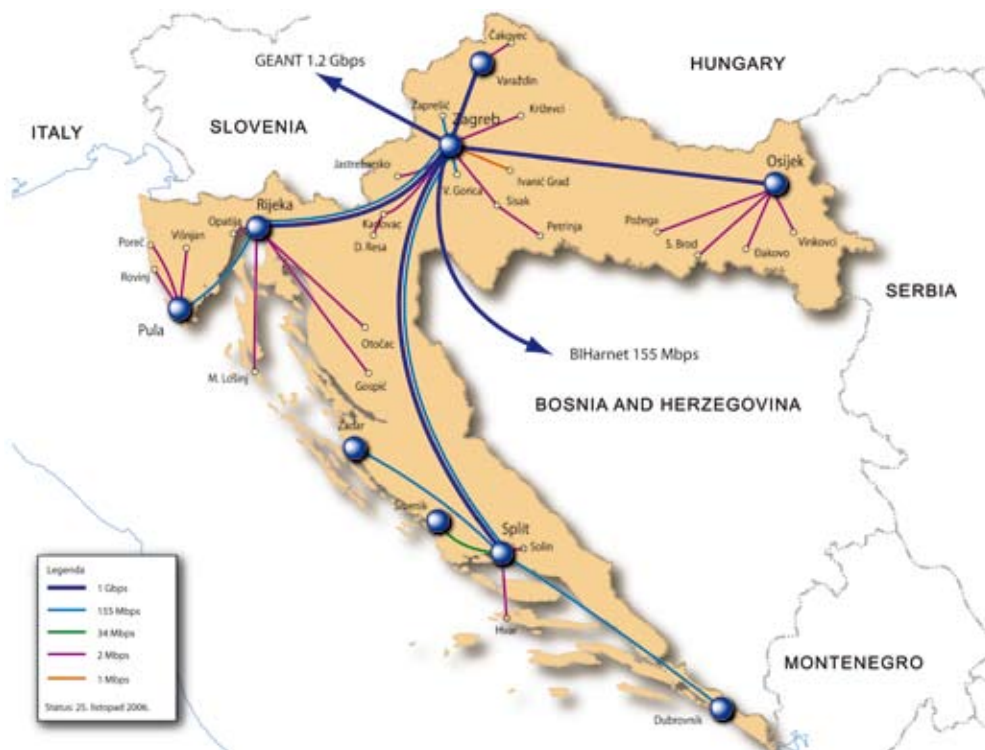 GEANT 1.2 Gbps
Čakovec
HUNGARY
Varaždin
Zaprešić
Križevci
Zagreb
ITALY
SLOVENIA
Jastrebarsko
V. Gorica
Ivanić Grad
Osijek
Sisak
Rijeka
Opatija
Karlovac
Petrinja
Požega
S. Brod
Vinkovci
Đakovo
Poreč
Višnjan
D. Resa
Rovinj
SERBIA
Pula
Otočac
BIHarnet 155 Mbps
M. Lošinj
Gospić
BOSNIA AND HERZEGOVINA
Zadar
Šibenik
Split
Solin
Hvar
Legenda
1 Gbps
155 Mbps
34 Mbps
2 Mbps
1 Mbps
Status: 25. listopad 2006.
MONTENEGRO
Dubrovnik